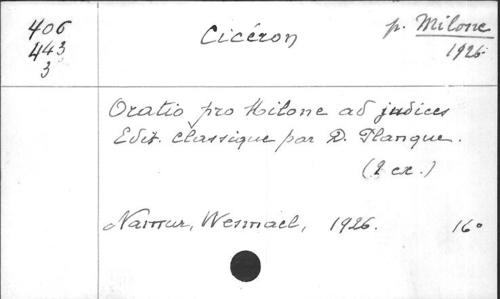 406
443
3
Cicéron
p. Milone
1926
Oratio pro Milone ad judices
Edit. classique par D. Planque.
(2 ex.)
Namur, Wesmael, 1926. 16°